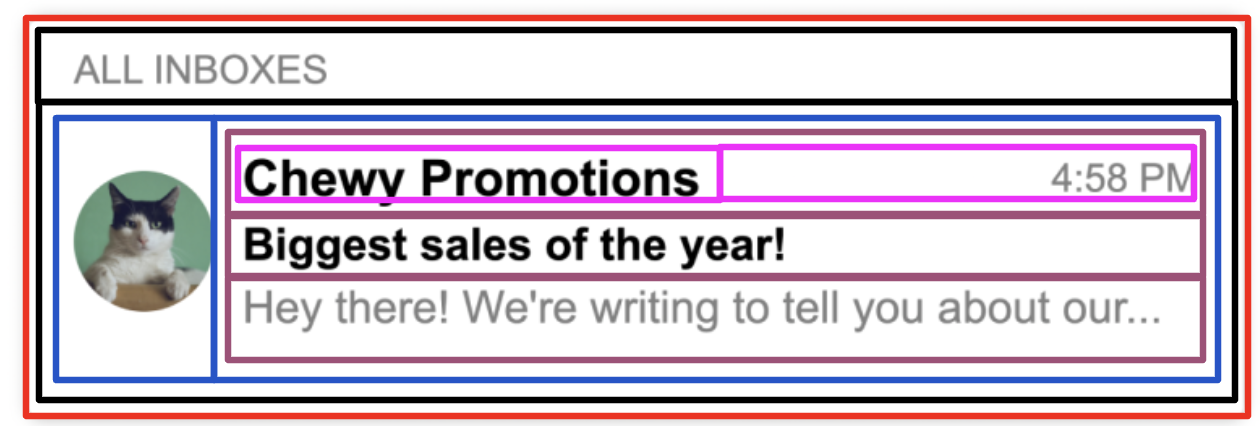 ALL INBOXES
Chewy Promotions 4:58 PM
Biggest sales of the year!
Hey there! We're writing to tell you about our...